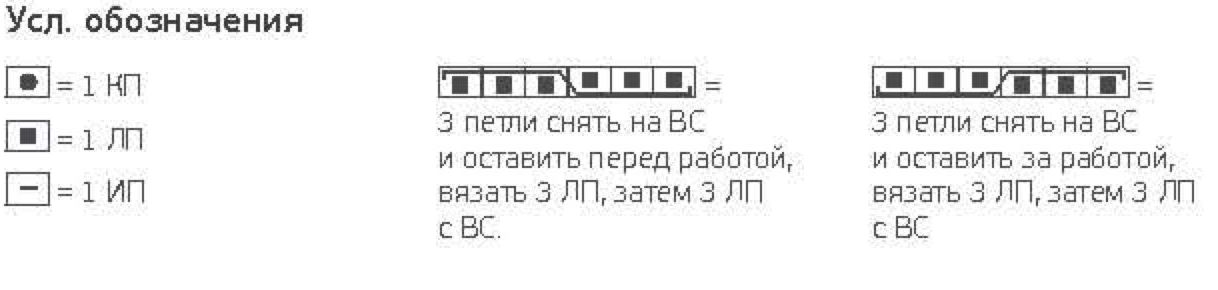 Усл. обозначения
= 1 КП
= 1 ЛП
= 1 ИП
=
3 петли снять на ВС
и оставить перед работой,
вязать 3 ЛП, затем 3 ЛП
с ВС.
=
3 петли снять на ВС
и оставить за работой,
вязать 3 ЛП, затем 3 ЛП
с ВС